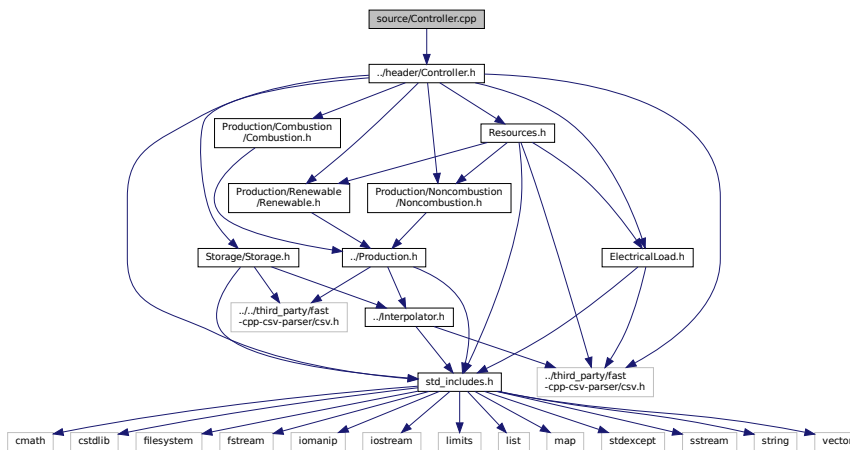 source/Controller.cpp
../header/Controller.h
Production/Combustion
/Combustion.h
Resources.h
Production/Renewable
/Renewable.h
Production/Noncombustion
/Noncombustion.h
Storage/Storage.h
../Production.h
ElectricalLoad.h
../../third_party/fast
-cpp-csv-parser/csv.h
../Interpolator.h
std_includes.h
../third_party/fast
-cpp-csv-parser/csv.h
cmath
cstdlib
filesystem
fstream
iomanip
iostream
limits
list
map
stdexcept
sstream
string
vector